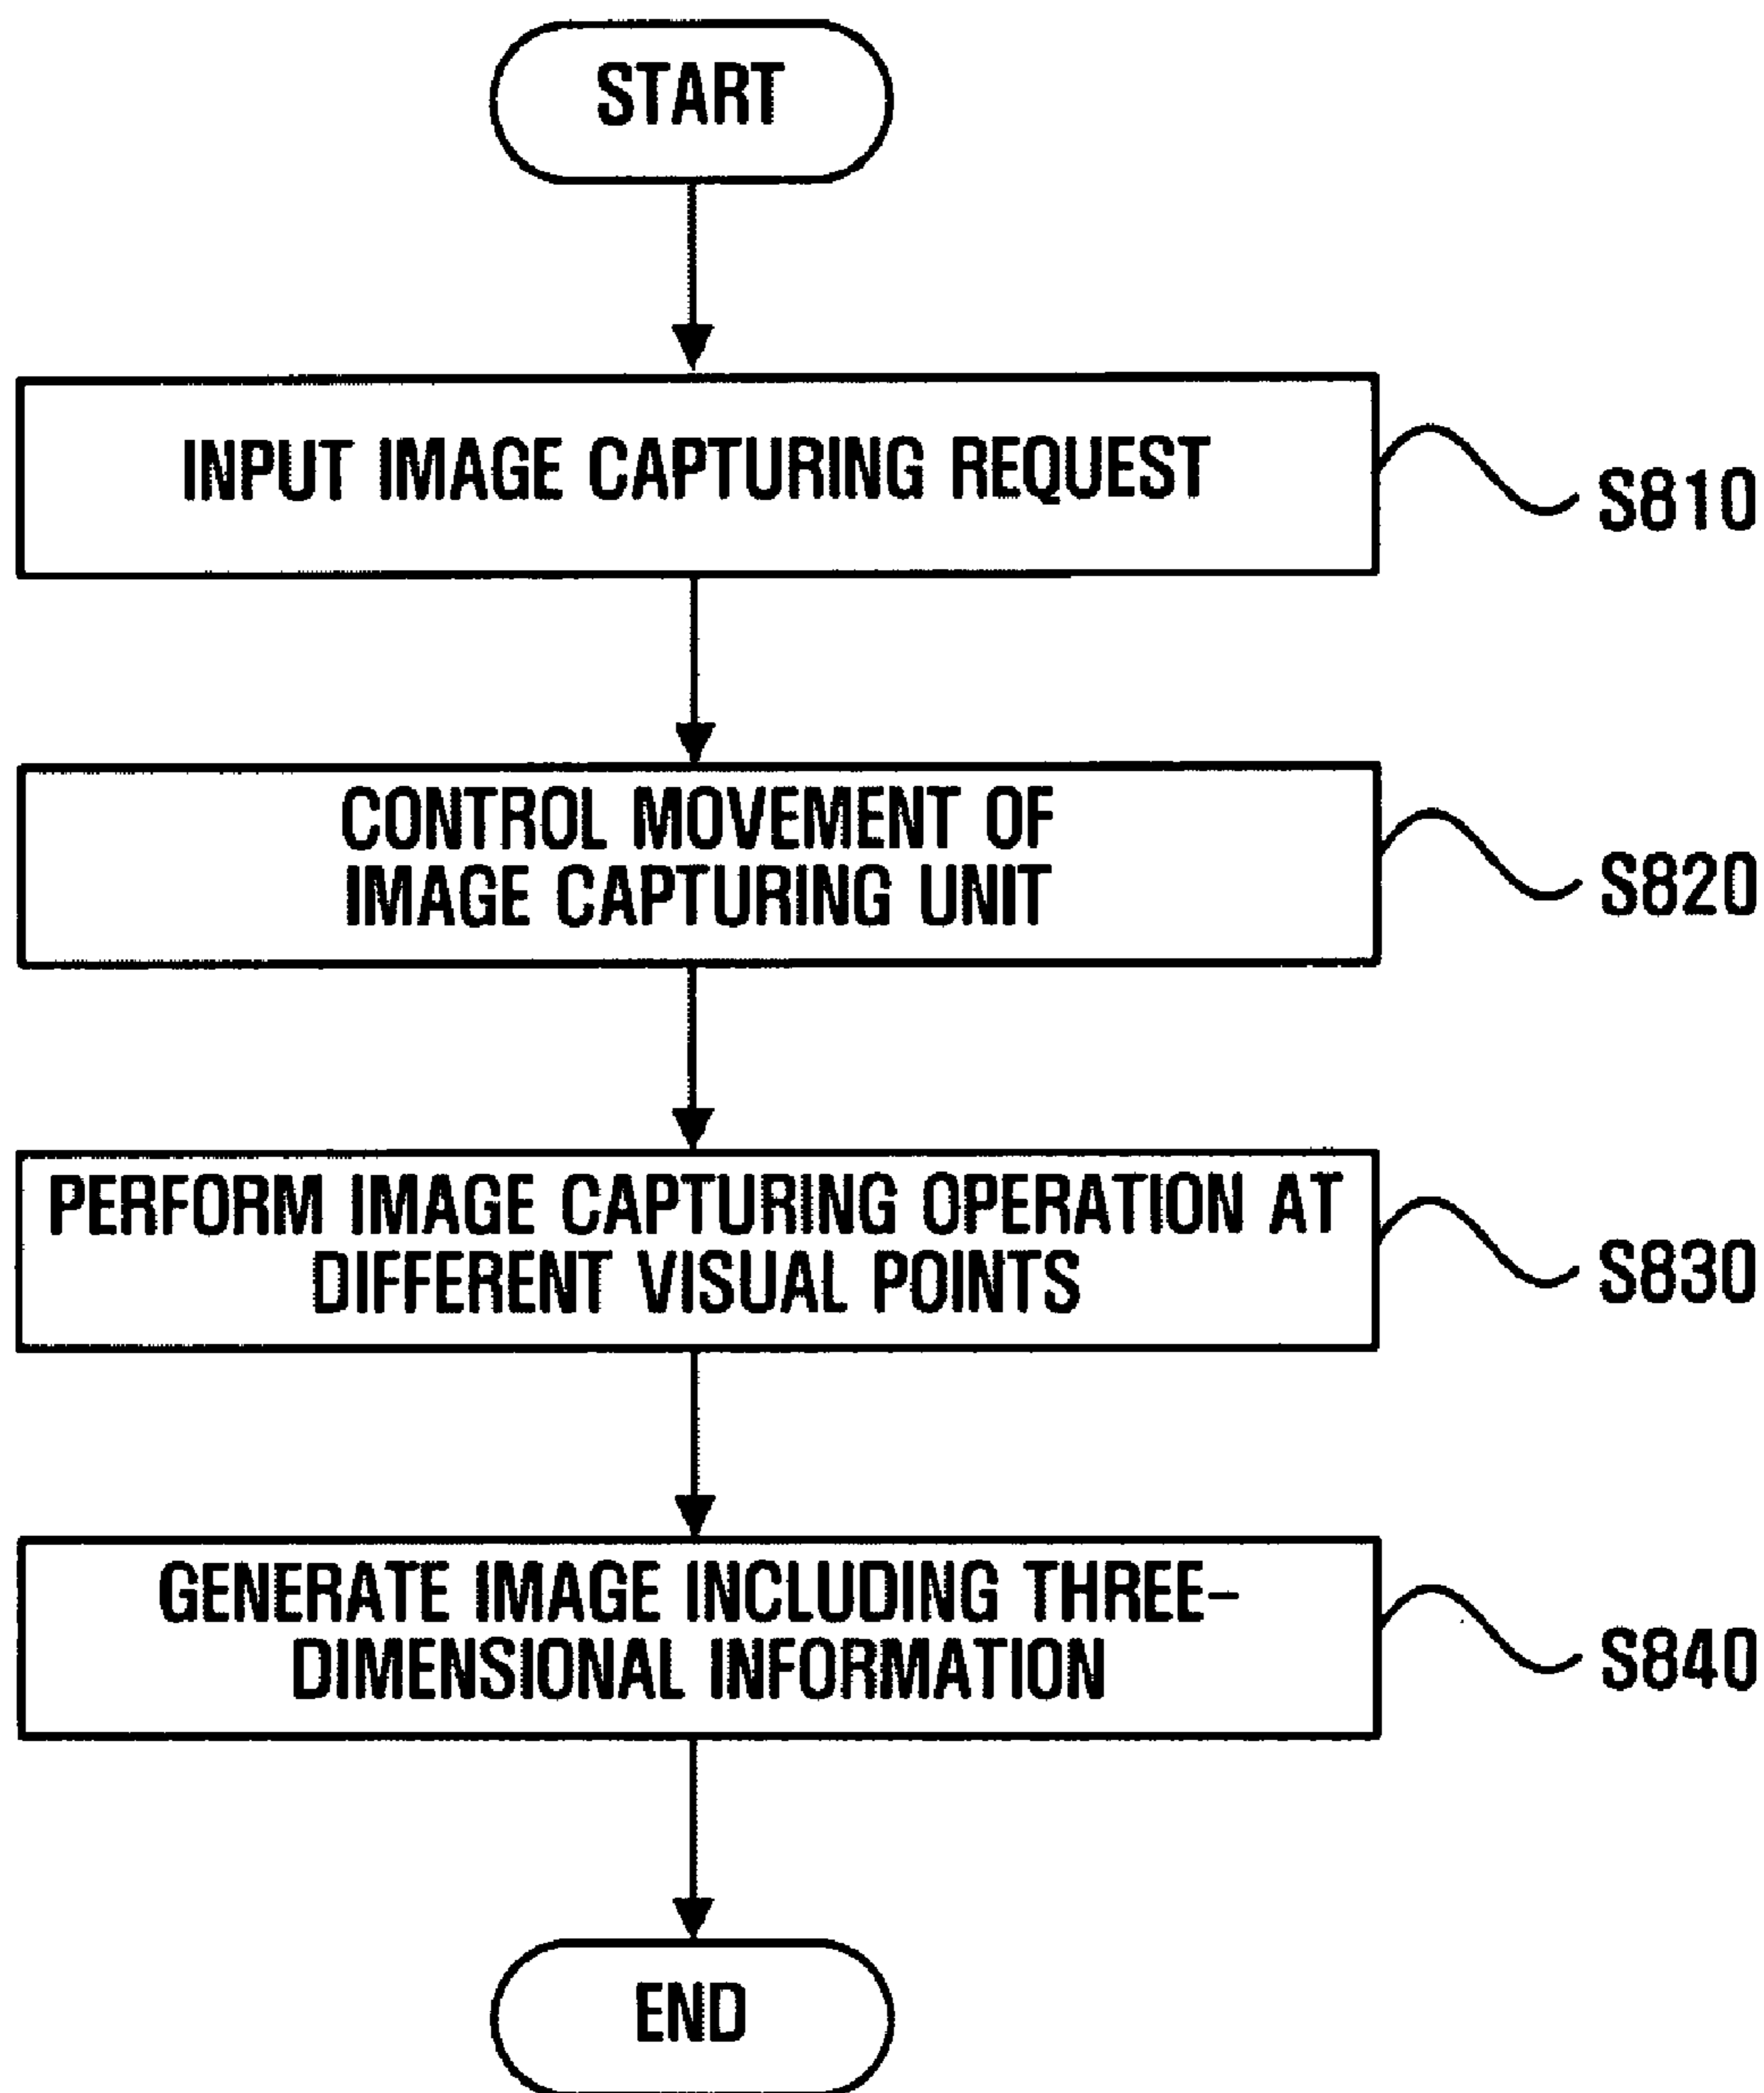 START
INPUT IMAGE CAPTURING REQUEST
S810
CONTROL MOVEMENT OF
IMAGE CAPTURING UNIT
S820
PERFORM IMAGE CAPTURING OPERATION AT
DIFFERENT VISUAL POINTS
S830
GENERATE IMAGE INCLUDING THREE-
DIMENSIONAL INFORMATION
S840
END